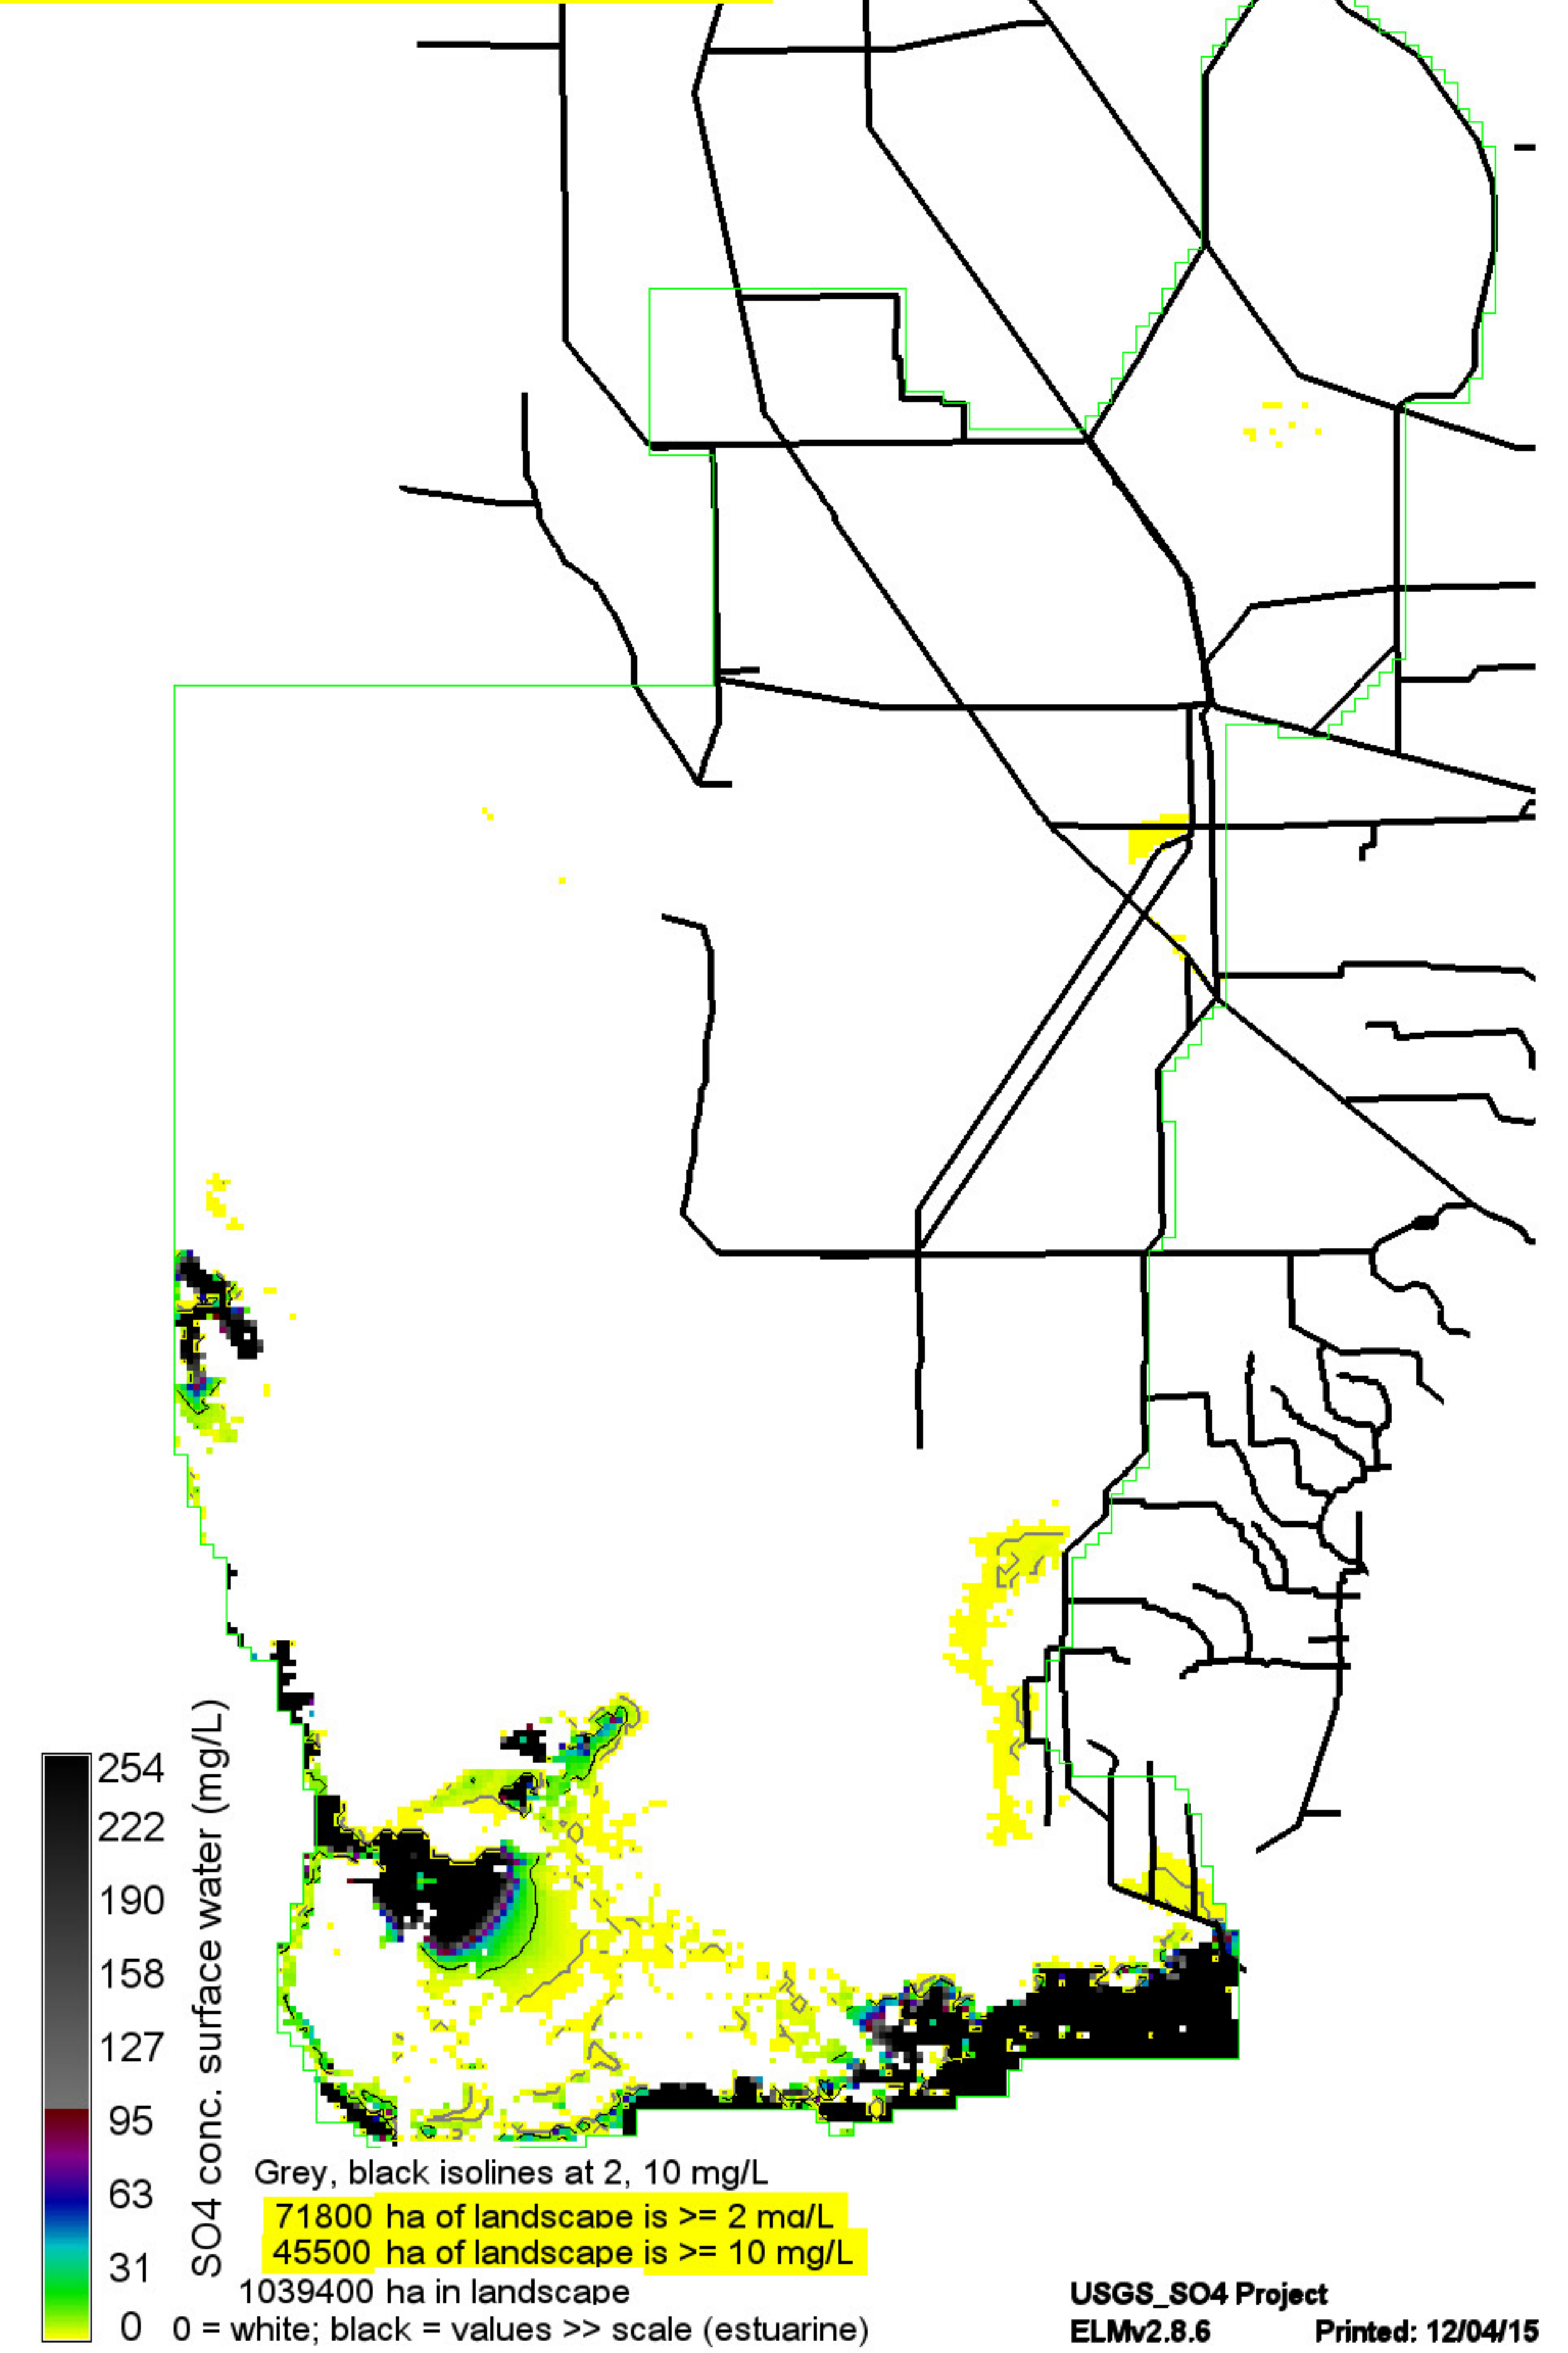 254
222
190
158
127
95
63
31
0
SO4 conc. surface water (mg/L)
Grey, black isolines at 2, 10 mg/L
71800 ha of landscape is >= 2 mg/L
45500 ha of landscape is >= 10 mg/L
1039400 ha in landscape
0 = white; black = values >> scale (estuarine)
USGS_SO4 Project
ELMv2.8.6 Printed: 12/04/15